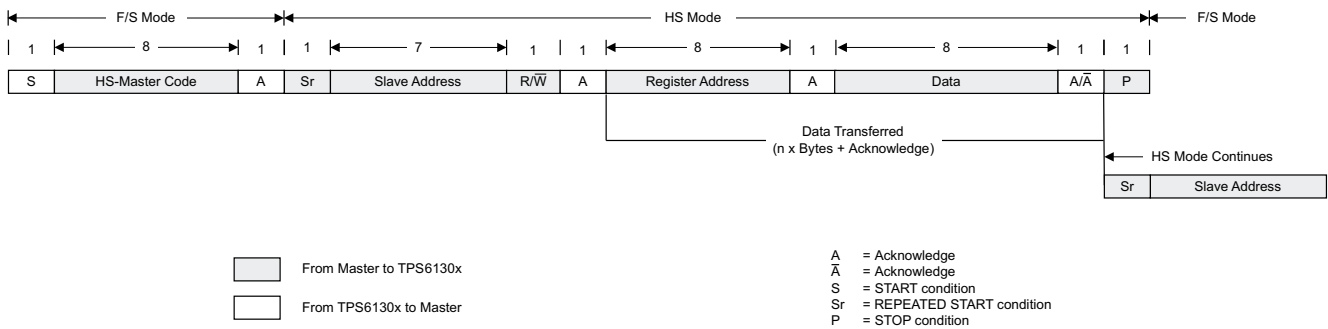 F/S Mode HS Mode F/S Mode
1 8 1 1 7 1 1 8 1 8 1 1
S HS-Master Code A Sr Slave Address R/W̅ A Register Address A Data A/A̅ P
Data Transferred
(n x Bytes + Acknowledge)
HS Mode Continues
Sr Slave Address
From Master to TPS6130x
From TPS6130x to Master
A = Acknowledge
A̅ = Acknowledge
S = START condition
Sr = REPEATED START condition
P = STOP condition